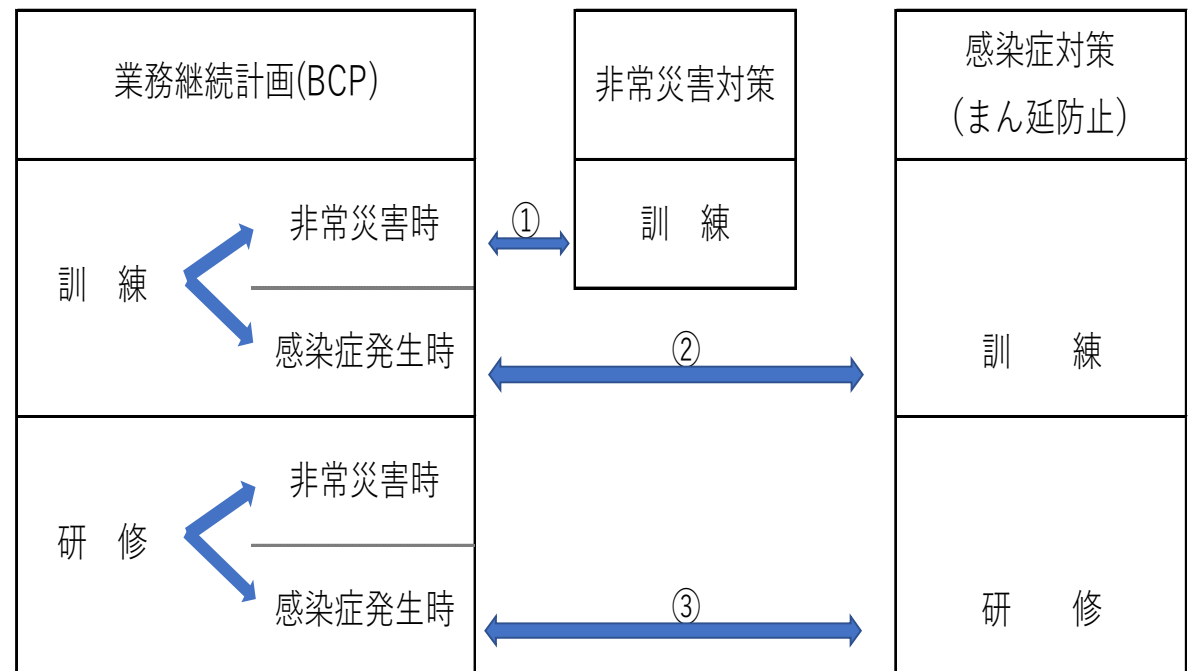 業務継続計画(BCP)
非常災害対策
感染症対策
(まん延防止)
訓 練
非常災害時
感染症発生時
①
訓 練
②
訓 練
研 修
非常災害時
感染症発生時
③
研 修